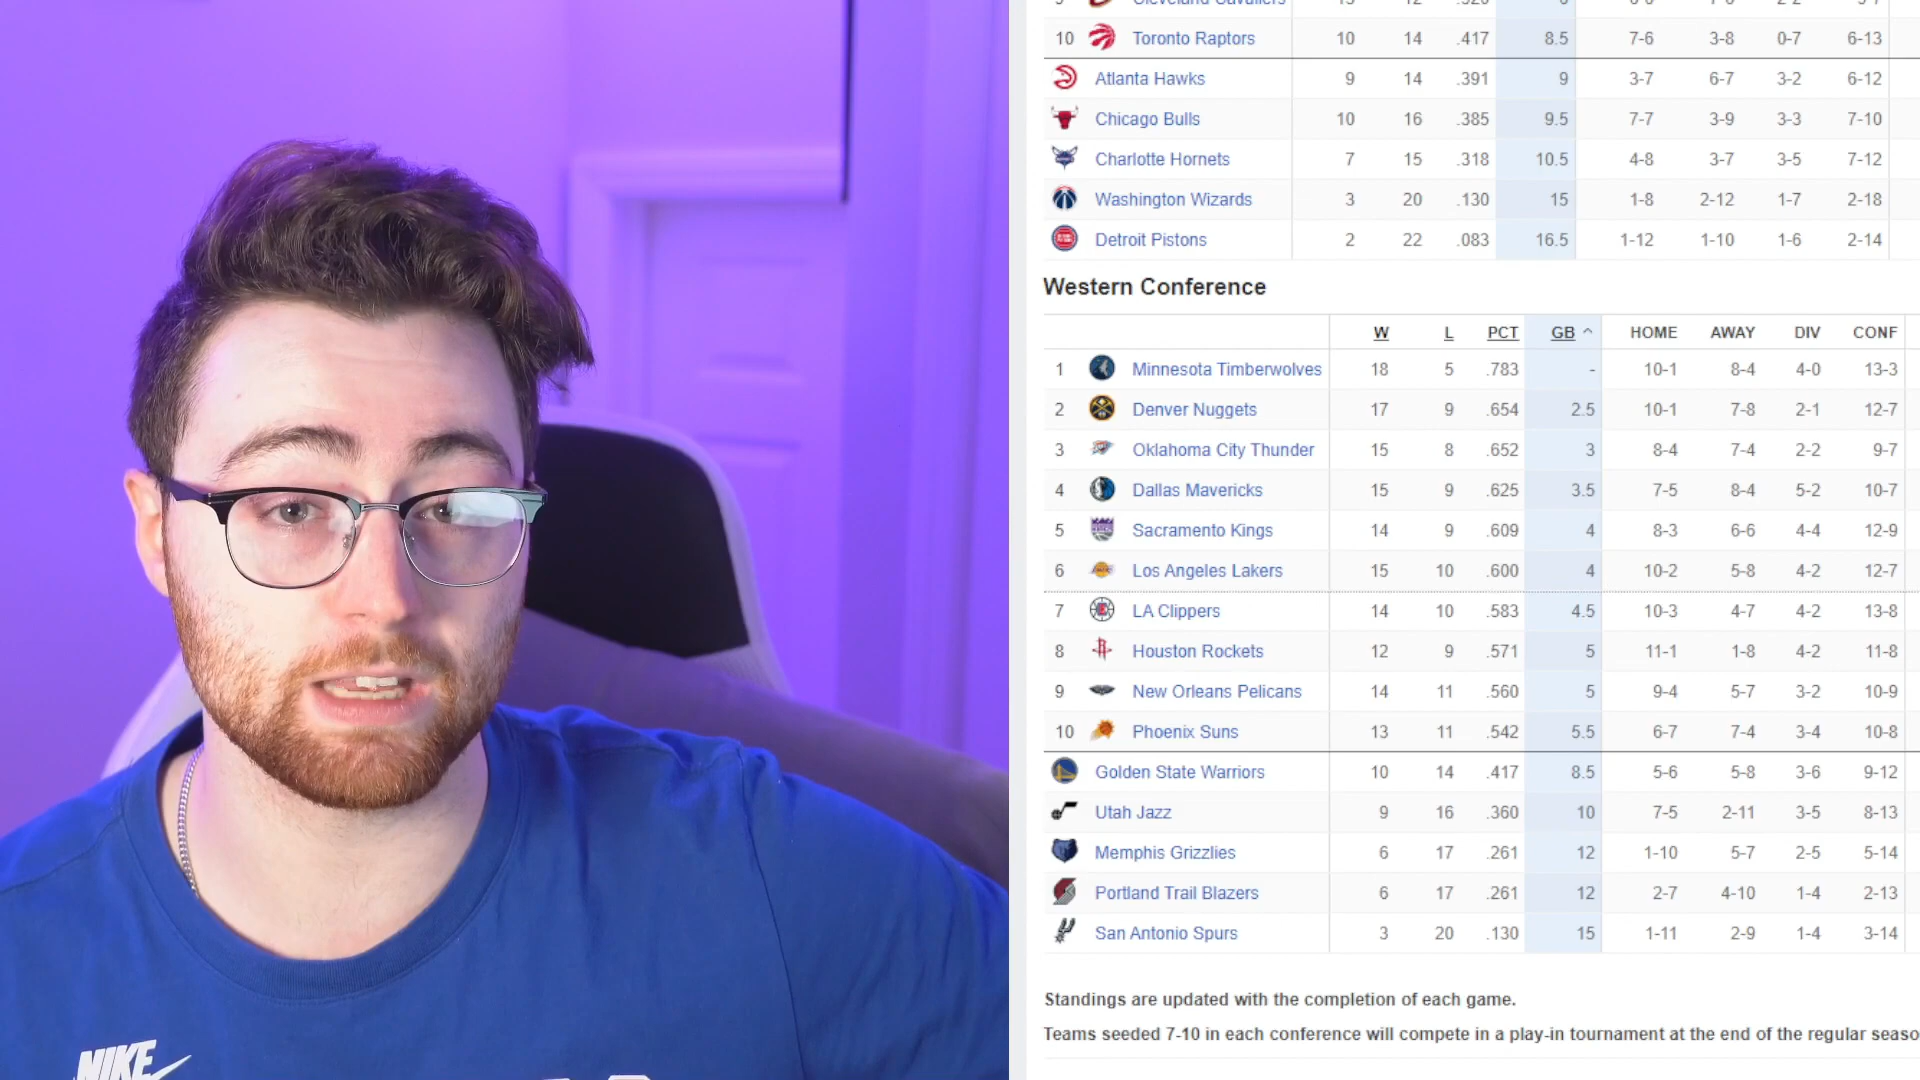 10 Toronto Raptors 10 14 .417 8.5 7-6 3-8 0-7 6-13
Atlanta Hawks 9 14 .391 9 3-7 6-7 3-2 6-12
Chicago Bulls 10 16 .385 9.5 7-7 3-9 3-3 7-10
Charlotte Hornets 7 15 .318 10.5 4-8 3-7 3-5 7-12
Washington Wizards 3 20 .130 15 1-8 2-12 1-7 2-18
Detroit Pistons 2 22 .083 16.5 1-12 1-10 1-6 2-14
Western Conference
W L PCT GB HOME AWAY DIV CONF
1 Minnesota Timberwolves 18 5 .783 - 10-1 8-4 4-0 13-3
2 Denver Nuggets 17 9 .654 2.5 10-1 7-8 2-1 12-7
3 Oklahoma City Thunder 15 8 .652 3 8-4 7-4 2-2 9-7
4 Dallas Mavericks 15 9 .625 3.5 7-5 8-4 5-2 10-7
5 Sacramento Kings 14 9 .609 4 8-3 6-6 4-4 12-9
6 Los Angeles Lakers 15 10 .600 4 10-2 5-8 4-2 12-7
7 LA Clippers 14 10 .583 4.5 10-3 4-7 4-2 13-8
8 Houston Rockets 12 9 .571 5 11-1 1-8 4-2 11-8
9 New Orleans Pelicans 14 11 .560 5 9-4 5-7 3-2 10-9
10 Phoenix Suns 13 11 .542 5.5 6-7 7-4 3-4 10-8
Golden State Warriors 10 14 .417 8.5 5-6 5-8 3-6 9-12
Utah Jazz 9 16 .360 10 7-5 2-11 3-5 8-13
Memphis Grizzlies 6 17 .261 12 1-10 5-7 2-5 5-14
Portland Trail Blazers 6 17 .261 12 2-7 4-10 1-4 2-13
San Antonio Spurs 3 20 .130 15 1-11 2-9 1-4 3-14
Standings are updated with the completion of each game.
Teams seeded 7-10 in each conference will compete in a play-in tournament at the end of the regular seaso
NIKE